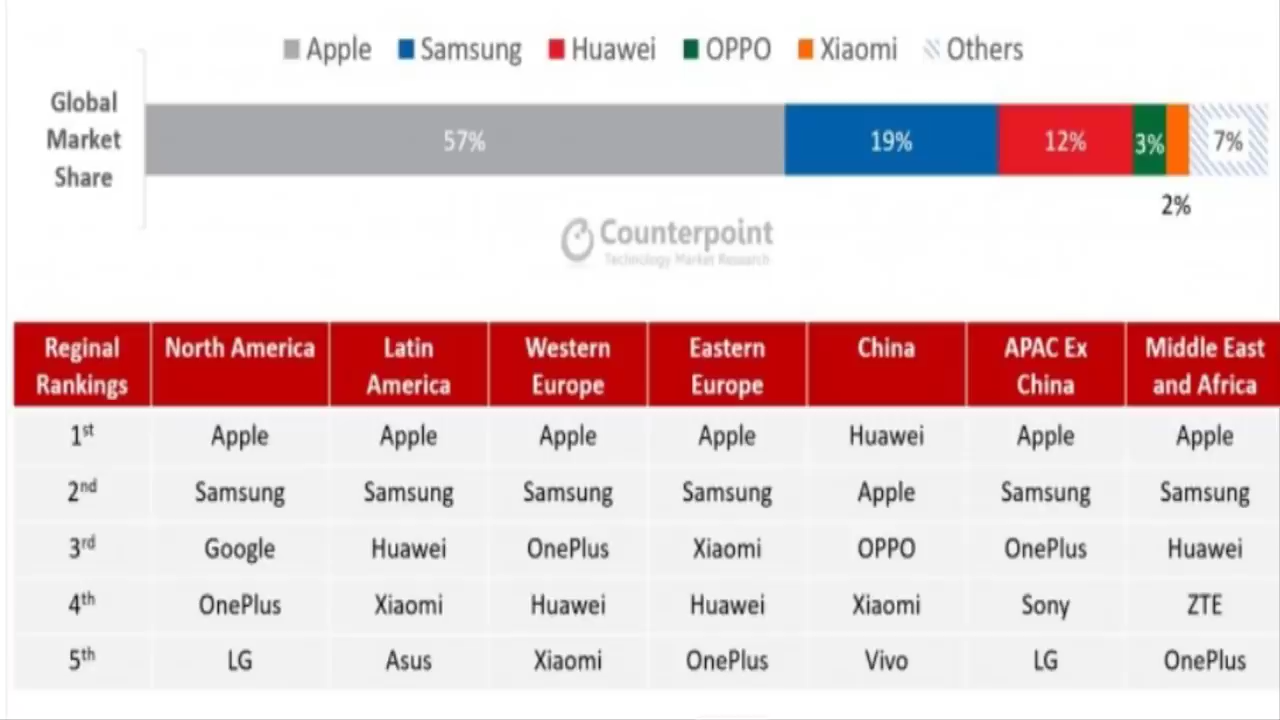 Apple Samsung Huawei OPPO Xiaomi Others
Global
Market
Share
57% 19% 12% 3% 7%
2%
Counterpoint
Technology Market Research
Reginal Rankings North America Latin America Western Europe Eastern Europe China APAC Ex China Middle East and Africa
1st Apple Apple Apple Apple Huawei Apple Apple
2nd Samsung Samsung Samsung Samsung Apple Samsung Samsung
3rd Google Huawei OnePlus Xiaomi OPPO OnePlus Huawei
4th OnePlus Xiaomi Huawei Huawei Xiaomi Sony ZTE
5th LG Asus Xiaomi OnePlus Vivo LG OnePlus